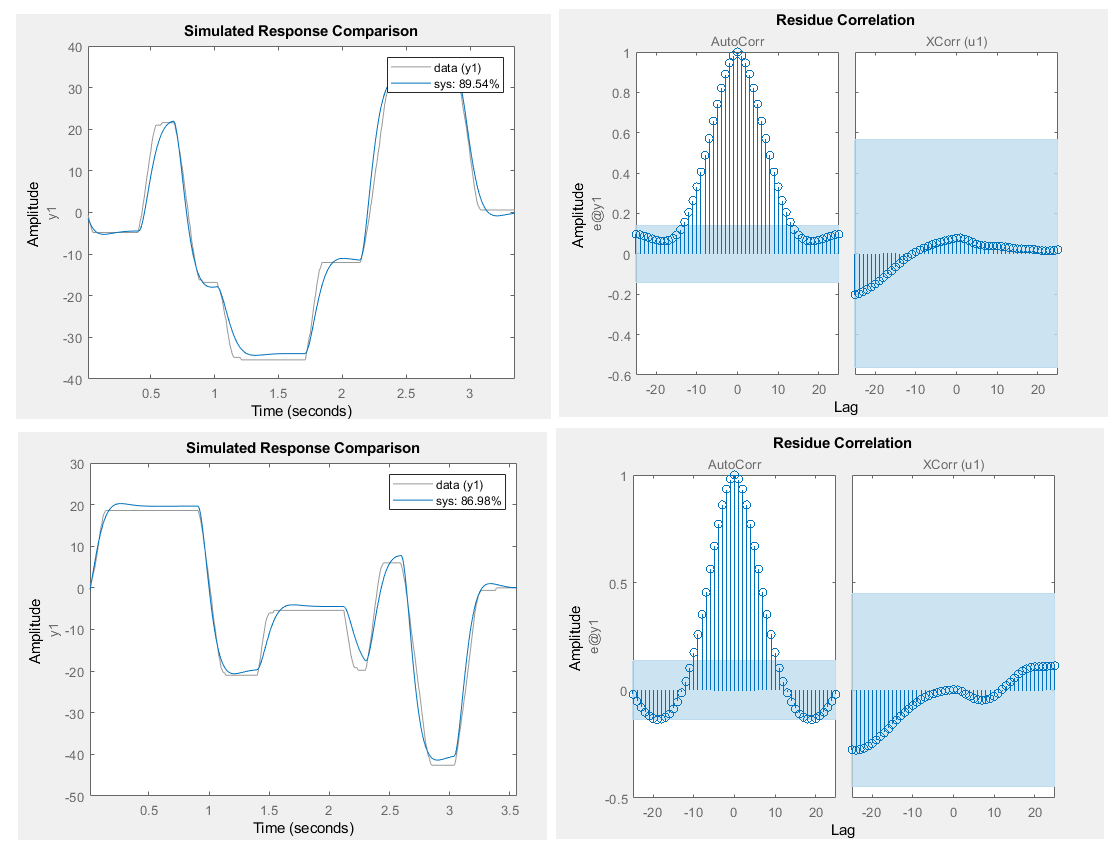 Simulated Response Comparison
40
30
20
10
0
-10
-20
-30
-40
0.5
1
1.5
2
2.5
3
Amplitude
y1
Time (seconds)
data (y1)
sys: 89.54%
Residue Correlation
AutoCorr
XCorr (u1)
1
0.8
0.6
0.4
0.2
0
-0.2
-0.4
-0.6
-20
-10
0
10
20
-20
-10
0
10
20
Amplitude
e@y1
Lag
Simulated Response Comparison
30
20
10
0
-10
-20
-30
-40
-50
0.5
1
1.5
2
2.5
3
3.5
Amplitude
y1
Time (seconds)
data (y1)
sys: 86.98%
Residue Correlation
AutoCorr
XCorr (u1)
1
0.5
0
-0.5
-20
-10
0
10
20
-20
-10
0
10
20
Amplitude
e@y1
Lag